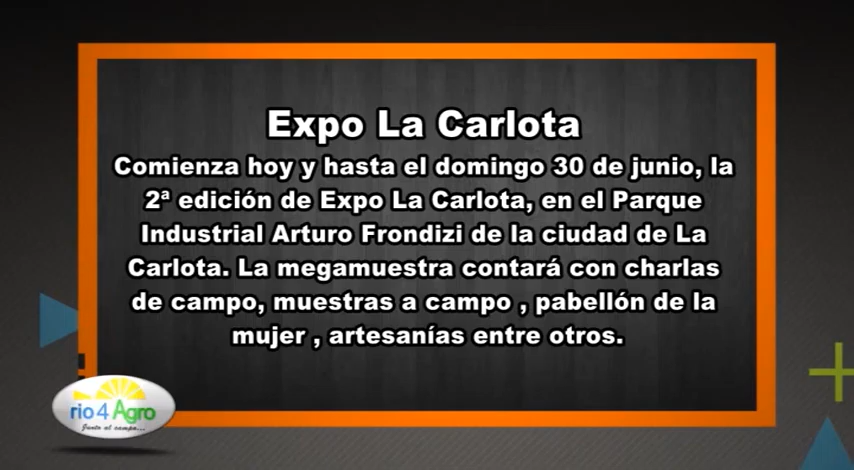 Expo La Carlota
Comienza hoy y hasta el domingo 30 de junio, la
2ª edición de Expo La Carlota, en el Parque
Industrial Arturo Frondizi de la ciudad de La
Carlota. La megamuestra contará con charlas
de campo, muestras a campo , pabellón de la
mujer , artesanías entre otros.
rio 4 Agro
Junto al campo...